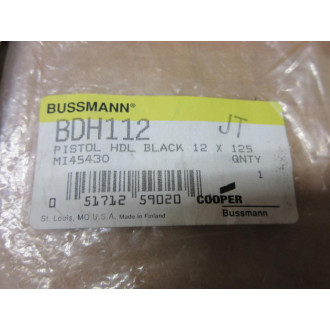 BUSSMANN®
BDH112
JT
PISTOL HDL BLACK 12 X 125
MI45430 QNTY
1
0 51712 59020 COOPER
Bussmann
St. Louis, MO U.S.A. Made in Finland